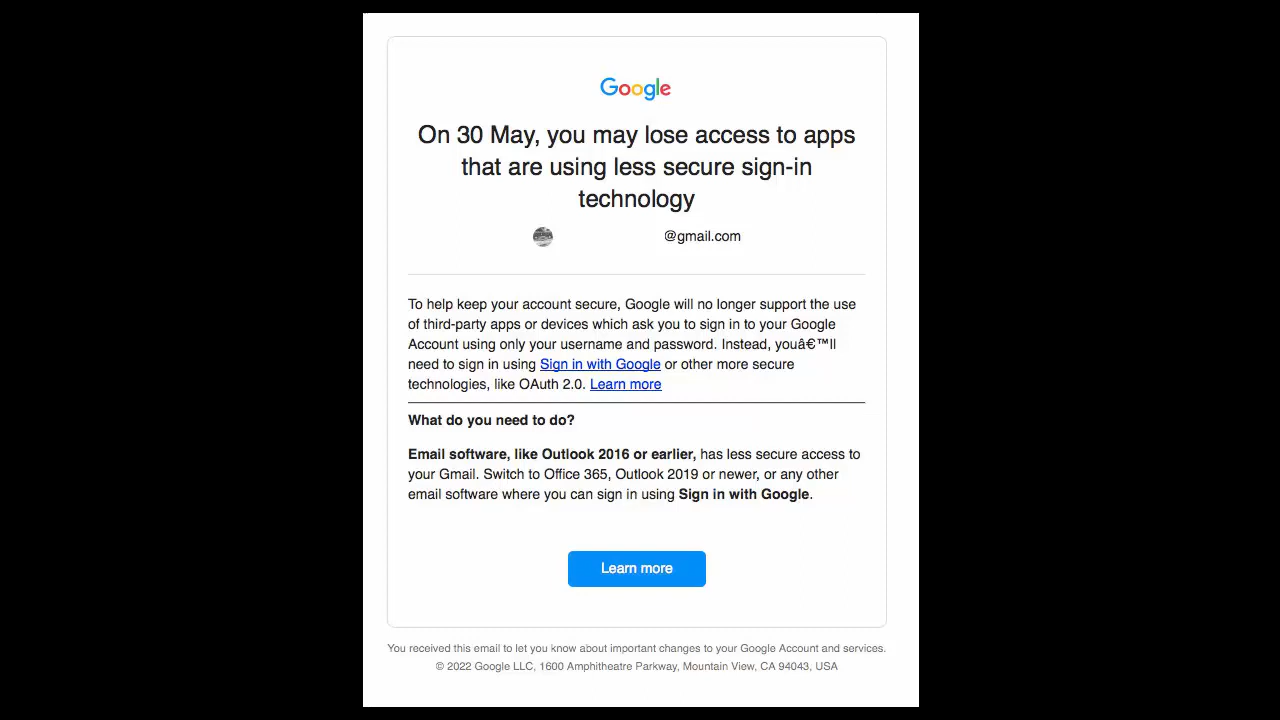 Google
On 30 May, you may lose access to apps
that are using less secure sign-in
technology
@gmail.com
To help keep your account secure, Google will no longer support the use
of third-party apps or devices which ask you to sign in to your Google
Account using only your username and password. Instead, youâ€™ll
need to sign in using Sign in with Google or other more secure
technologies, like OAuth 2.0. Learn more
What do you need to do?
Email software, like Outlook 2016 or earlier, has less secure access to
your Gmail. Switch to Office 365, Outlook 2019 or newer, or any other
email software where you can sign in using Sign in with Google.
Learn more
You received this email to let you know about important changes to your Google Account and services.
© 2022 Google LLC, 1600 Amphitheatre Parkway, Mountain View, CA 94043, USA